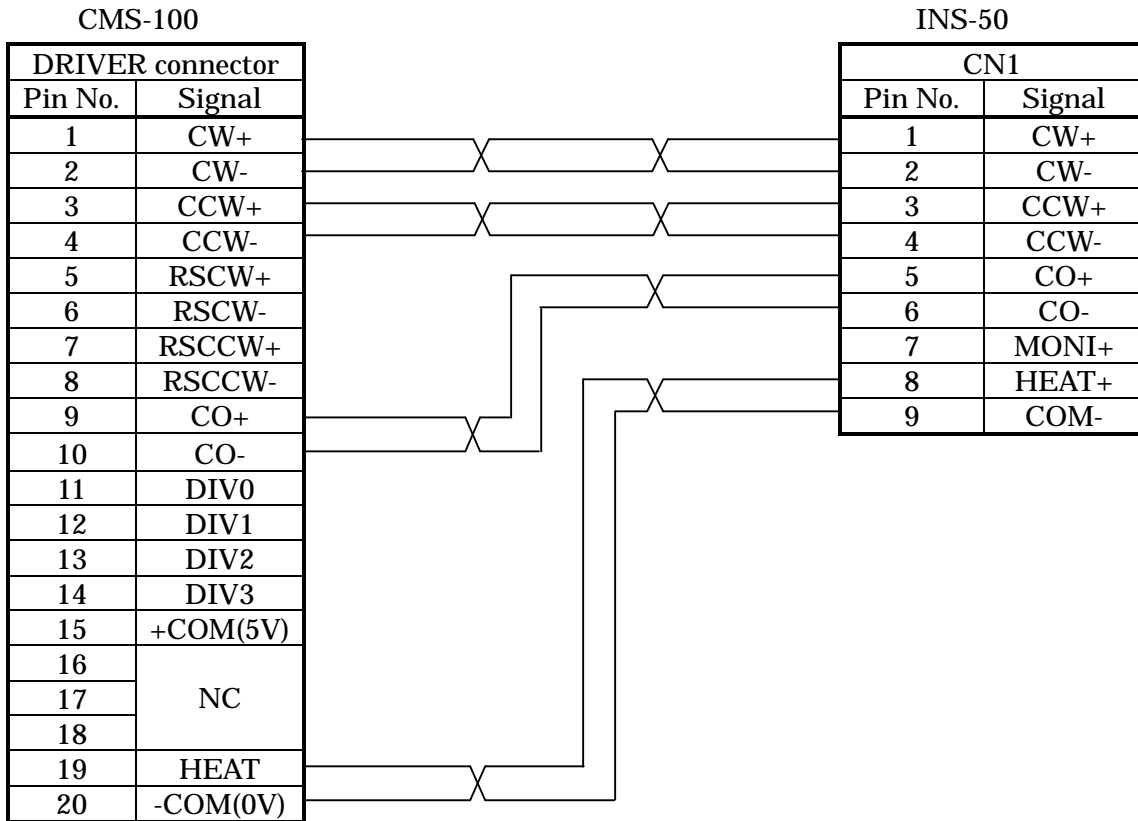 CMS-100
DRIVER connector
Pin No. Signal
1 CW+
2 CW-
3 CCW+
4 CCW-
5 RSCW+
6 RSCW-
7 RSCCW+
8 RSCCW-
9 CO+
10 CO-
11 DIV0
12 DIV1
13 DIV2
14 DIV3
15 +COM(5V)
16
17 NC
18
19 HEAT
20 -COM(0V)
INS-50
CN1
Pin No. Signal
1 CW+
2 CW-
3 CCW+
4 CCW-
5 CO+
6 CO-
7 MONI+
8 HEAT+
9 COM-